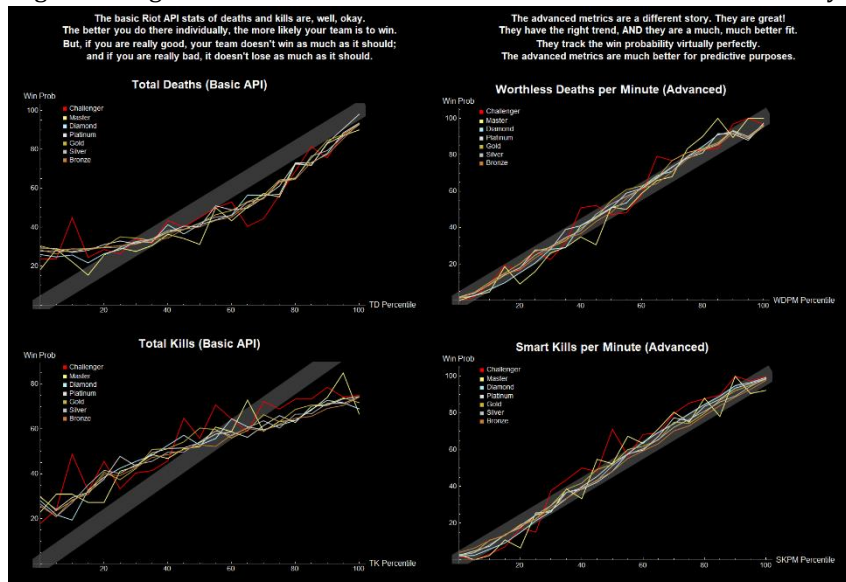 The basic Riot API stats of deaths and kills are, well, okay.
The better you do there individually, the more likely your team is to win.
But, if you are really good, your team doesn't win as much as it should;
and if you are really bad, it doesn't lose as much as it should.
The advanced metrics are a different story. They are great!
They have the right trend, AND they are a much, much better fit.
They track the win probability virtually perfectly.
The advanced metrics are much better for predictive purposes.
Total Deaths (Basic API)
Win Prob
100
80
60
40
20
Challenger
Master
Diamond
Platinum
Gold
Silver
Bronze
20
40
60
80
100
TD Percentile
Worthless Deaths per Minute (Advanced)
Win Prob
100
80
60
40
20
Challenger
Master
Diamond
Platinum
Gold
Silver
Bronze
20
40
60
80
100
WDPM Percentile
Total Kills (Basic API)
Win Prob
80
60
40
20
Challenger
Master
Diamond
Platinum
Gold
Silver
Bronze
20
40
60
80
100
TK Percentile
Smart Kills per Minute (Advanced)
Win Prob
100
80
60
40
20
Challenger
Master
Diamond
Platinum
Gold
Silver
Bronze
20
40
60
80
100
SKPM Percentile